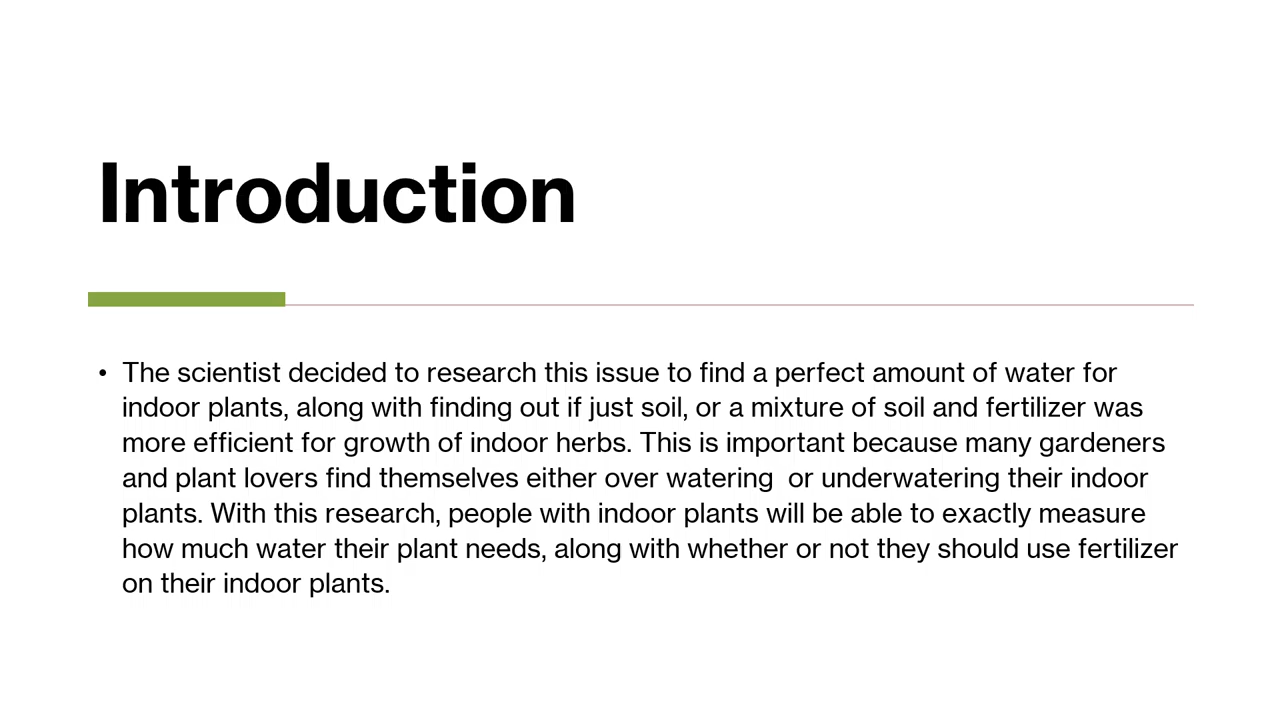 Introduction
• The scientist decided to research this issue to find a perfect amount of water for
indoor plants, along with finding out if just soil, or a mixture of soil and fertilizer was
more efficient for growth of indoor herbs. This is important because many gardeners
and plant lovers find themselves either over watering  or underwatering their indoor
plants. With this research, people with indoor plants will be able to exactly measure
how much water their plant needs, along with whether or not they should use fertilizer
on their indoor plants.